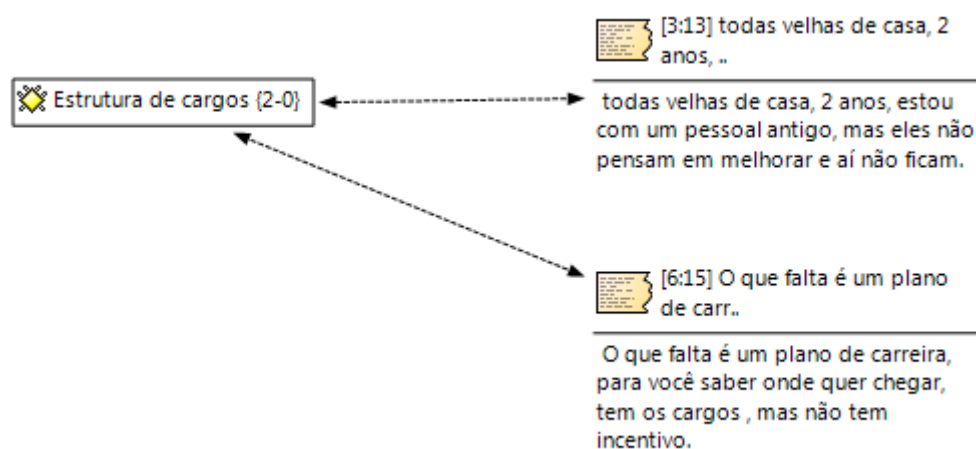 Estrutura de cargos {2-0}
[3:13] todas velhas de casa, 2
anos, ..
todas velhas de casa, 2 anos, estou
com um pessoal antigo, mas eles não
pensam em melhorar e aí não ficam.
[6:15] O que falta é um plano
de carr..
O que falta é um plano de carreira,
para você saber onde quer chegar,
tem os cargos , mas não tem
incentivo.